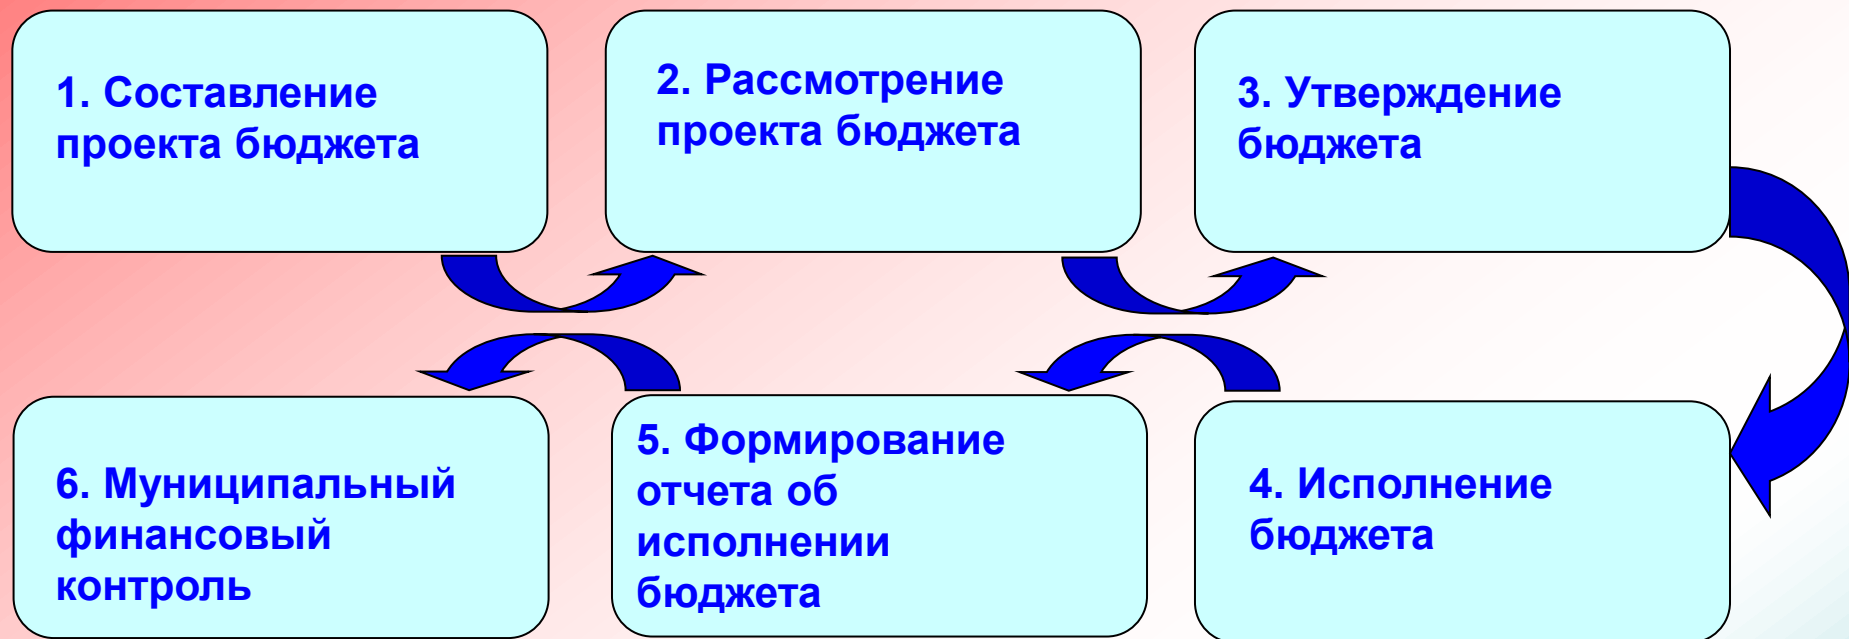 1. Составление
проекта бюджета
2. Рассмотрение
проекта бюджета
3. Утверждение
бюджета
4. Исполнение
бюджета
5. Формирование
отчета об
исполнении
бюджета
6. Муниципальный
финансовый
контроль